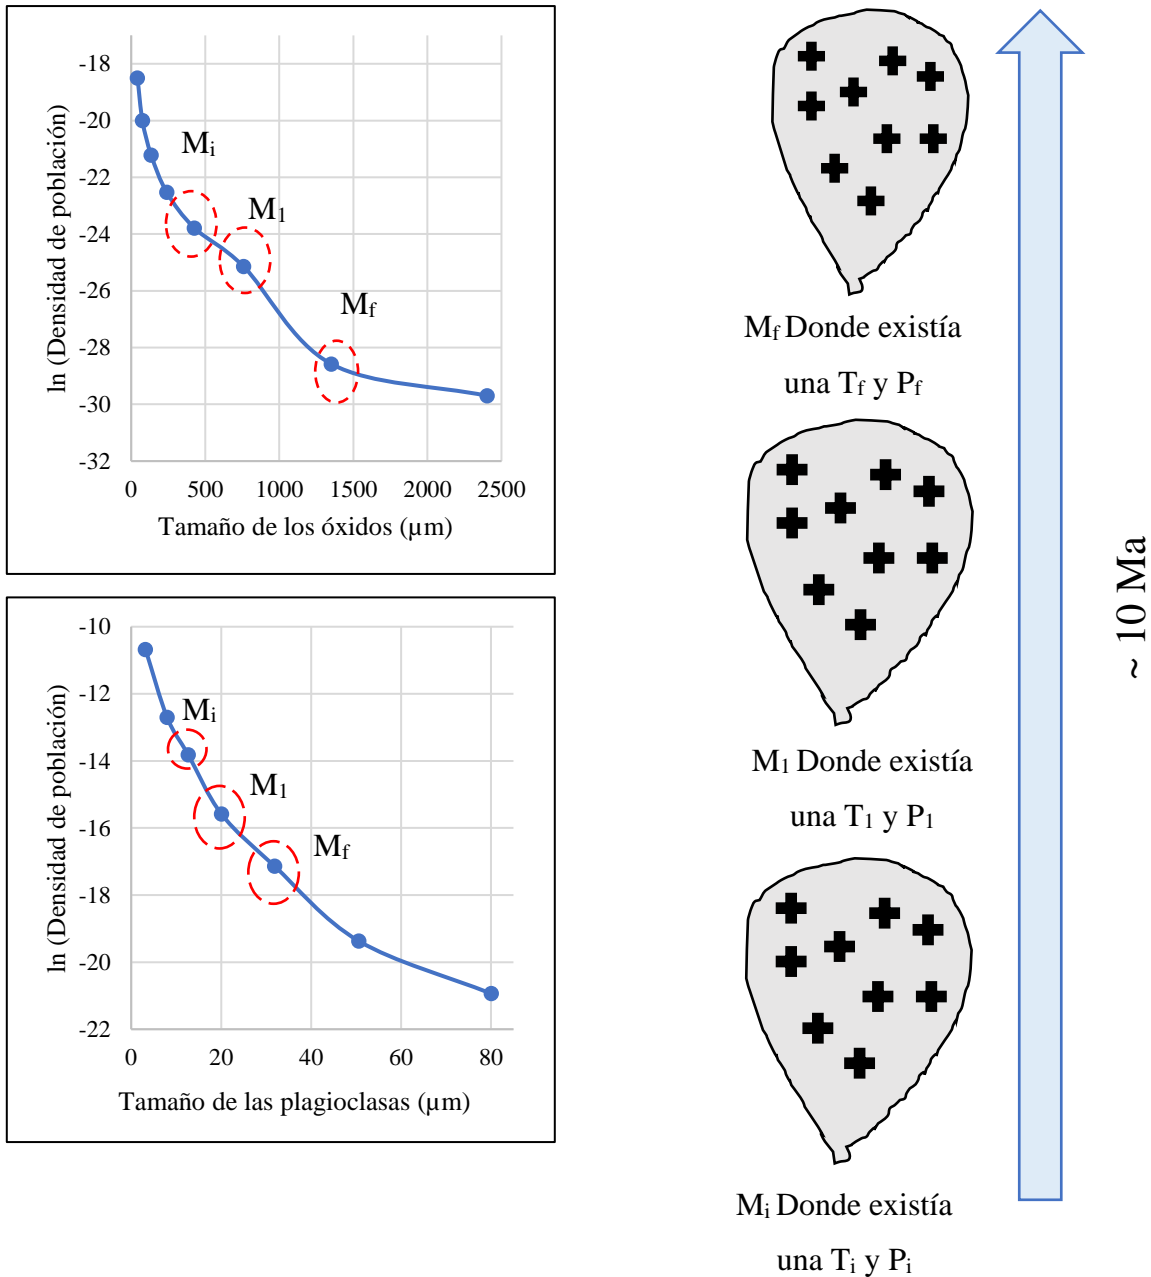 ln (Densidad de población)
-18
-20
-22
-24
-26
-28
-30
-32
0 500 1000 1500 2000 2500
Tamaño de los óxidos (µm)
Mi
M1
Mf
ln (Densidad de población)
-10
-12
-14
-16
-18
-20
-22
0 20 40 60 80
Tamaño de las plagioclasas (µm)
Mi
M1
Mf
Mf Donde existía
una Tf y Pf
M1 Donde existía
una T1 y P1
Mi Donde existía
una Ti y Pi
~ 10 Ma